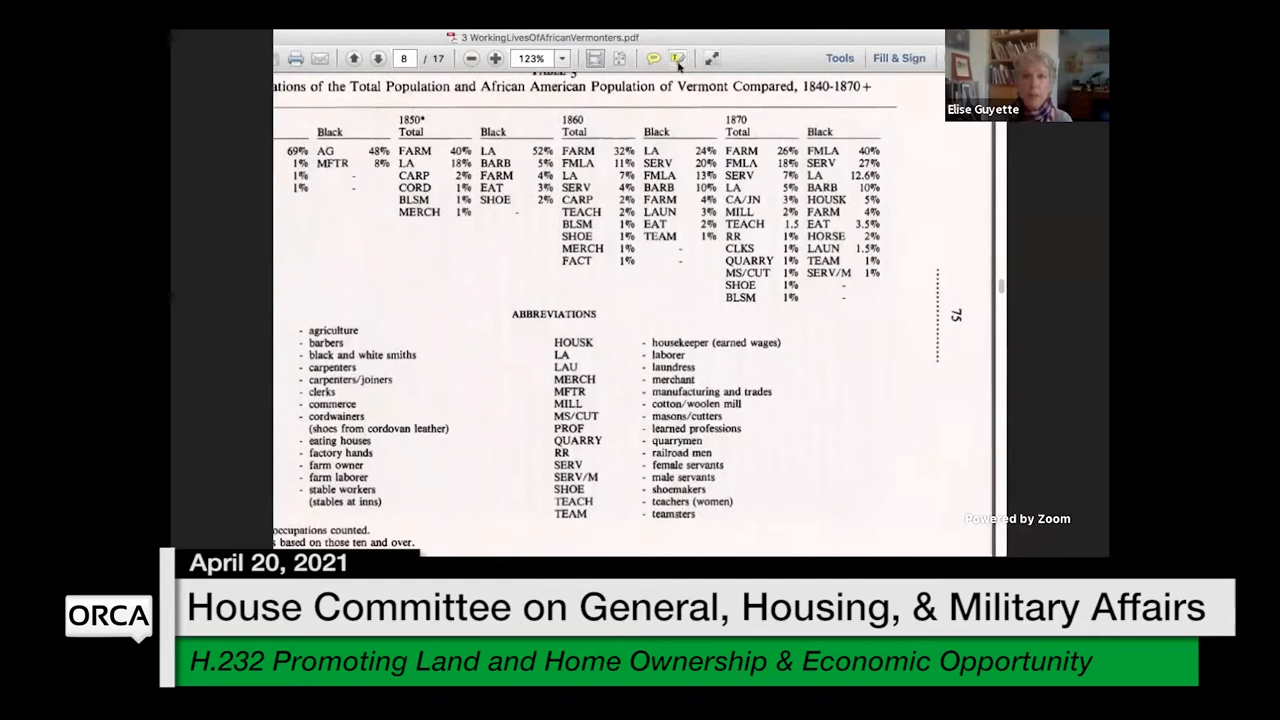 3 WorkingLivesOfAfricanVermonters.pdf
8 / 17 123% Tools Fill & Sign
Elise Guyette
ations of the Total Population and African American Population of Vermont Compared, 1840-1870+
1850* 1860 1870
Black Total Black Total Black Total Black
69% AG 48% FARM 40% LA 52% FARM 32% LA 24% FARM 26% FMLA 40%
1% MFTR 8% LA 18% BARB 5% FMLA 11% SERV 20% FMLA 18% SERV 27%
1% - CARP 2% FARM 4% LA 7% FMLA 13% SERV 7% LA 12.6%
1% - CORD 1% EAT 3% SERV 4% BARB 10% LA 5% BARB 10%
BLSM 1% SHOE 2% CARP 2% FARM 4% CA/JN 3% HOUSK 5%
MERCH 1% - TEACH 2% LAUN 3% MILL 2% FARM 4%
BLSM 1% EAT 2% TEACH 1.5 EAT 3.5%
SHOE 1% TEAM 1% RR 1% HORSE 2%
MERCH 1% - CLKS 1% LAUN 1.5%
FACT 1% - QUARRY 1% TEAM 1%
MS/CUT 1% SERV/M 1%
SHOE 1% -
BLSM 1% -
75
ABBREVIATIONS
- agriculture
- barbers HOUSK - housekeeper (earned wages)
- black and white smiths LA - laborer
- carpenters LAU - laundress
- carpenters/joiners MERCH - merchant
- clerks MFTR - manufacturing and trades
- commerce MILL - cotton/woolen mill
- cordwainers MS/CUT - masons/cutters
(shoes from cordovan leather) PROF - learned professions
- eating houses QUARRY - quarrymen
- factory hands RR - railroad men
- farm owner SERV - female servants
- farm laborer SERV/M - male servants
- stable workers SHOE - shoemakers
(stables at inns) TEACH - teachers (women)
TEAM - teamsters
occupations counted.
s based on those ten and over.
Powered by Zoom
April 20, 2021
ORCA
House Committee on General, Housing, & Military Affairs
H.232 Promoting Land and Home Ownership & Economic Opportunity